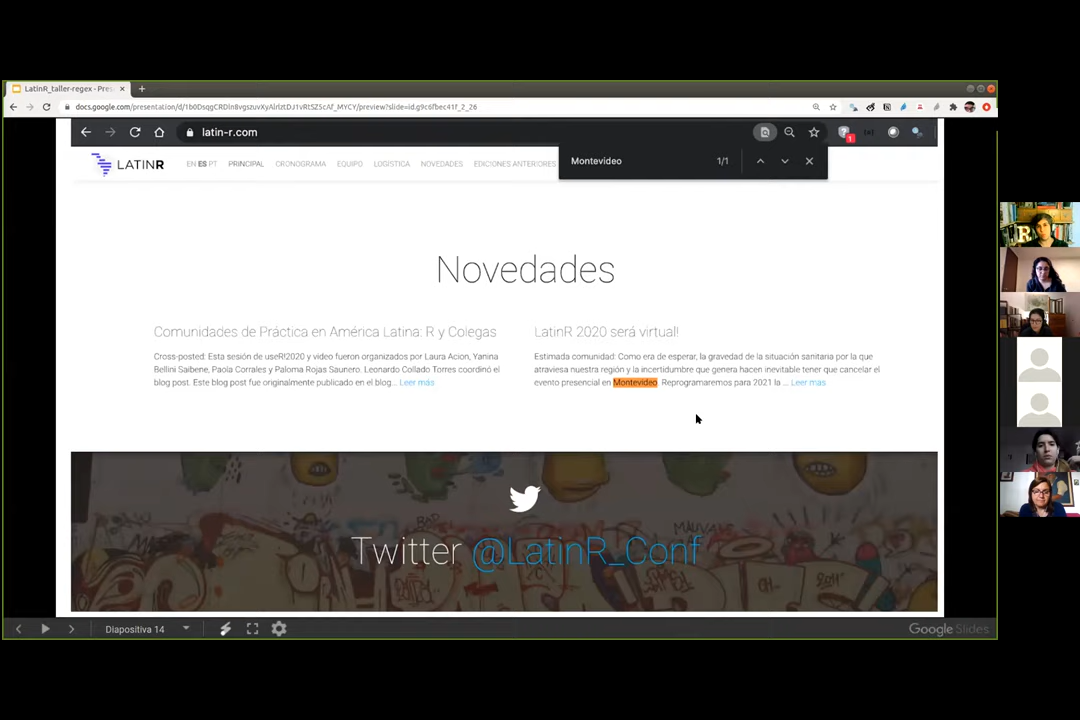 LatinR_taller-regex - Pres
docs.google.com/presentation/d/1b0DsqgCRDin8vgszuvXyAlrIztDJ1vRtSZScAf_MYCY/preview?slide=id.g9c6fbec41f_2_26
latin-r.com
Montevideo 1/1
LATINR EN ES PT PRINCIPAL CRONOGRAMA EQUIPO LOGÍSTICA NOVEDADES EDICIONES ANTERIORES
Novedades
Comunidades de Práctica en América Latina: R y Colegas
Cross-posted: Esta sesión de useR!2020 y video fueron organizados por Laura Acion, Yanina
Bellini Saibene, Paola Corrales y Paloma Rojas Saunero. Leonardo Collado Torres coordinó el
blog post. Este blog post fue originalmente publicado en el blog... Leer más
LatinR 2020 será virtual!
Estimada comunidad: Como era de esperar, la gravedad de la situación sanitaria por la que
atraviesa nuestra región y la incertidumbre que genera hacen inevitable tener que cancelar el
evento presencial en Montevideo. Reprogramaremos para 2021 la ... Leer mas
Twitter @LatinR_Conf
Diapositiva 14
Google Slides